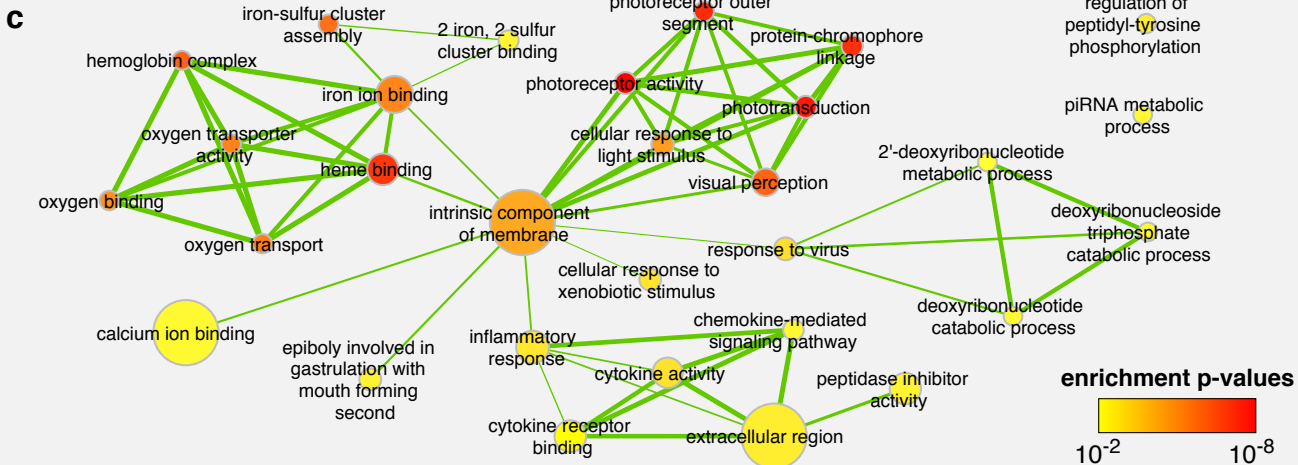 c
iron-sulfur cluster
assembly
2 iron, 2 sulfur
cluster binding
hemoglobin complex
iron ion binding
oxygen transporter
activity
heme binding
oxygen binding
oxygen transport
photoreceptor outer
segment
protein-chromophore
linkage
photoreceptor activity
phototransduction
cellular response to
light stimulus
visual perception
regulation of
peptidyl-tyrosine
phosphorylation
piRNA metabolic
process
2'-deoxyribonucleotide
metabolic process
deoxyribonucleoside
triphosphate
catabolic process
deoxyribonucleotide
catabolic process
response to virus
intrinsic component
of membrane
cellular response to
xenobiotic stimulus
calcium ion binding
epiboly involved in
gastrulation with
mouth forming
second
inflammatory
response
chemokine-mediated
signaling pathway
cytokine activity
cytokine receptor
binding
extracellular region
peptidase inhibitor
activity
enrichment p-values
10-2 10-8